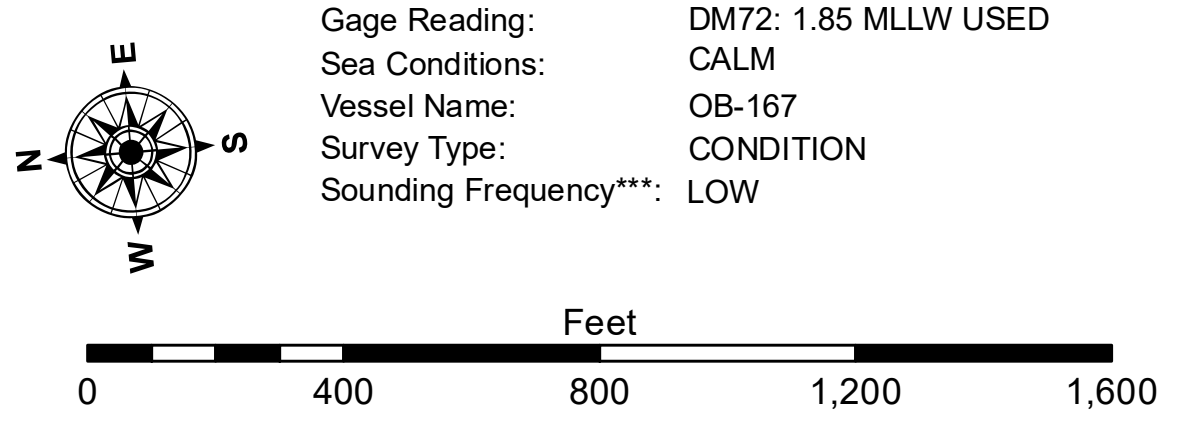 Gage Reading: DM72: 1.85 MLLW USED
Sea Conditions: CALM
Vessel Name: OB-167
Survey Type: CONDITION
Sounding Frequency***: LOW
E
N
S
W
Feet
0 400 800 1,200 1,600